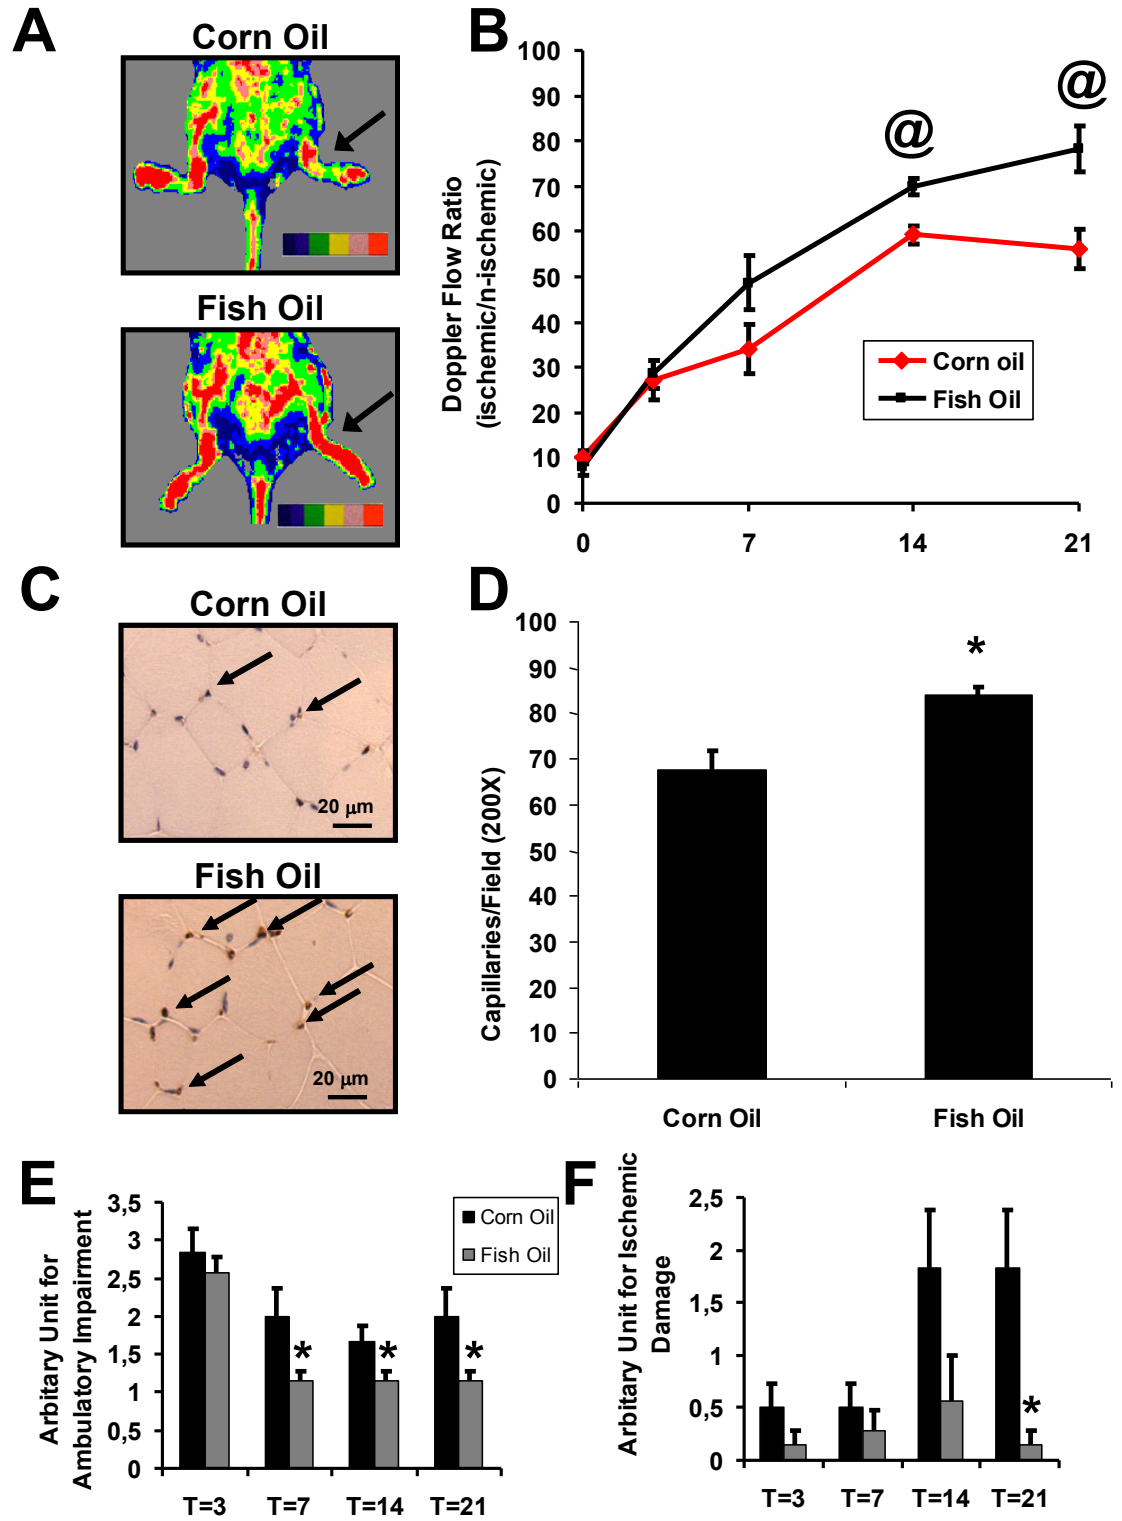 A
Corn Oil
Fish Oil
B
100
90
80
70
60
50
40
30
20
10
0
Doppler Flow Ratio
(ischemic/n-ischemic)
@
@
Corn oil
Fish Oil
0 7 14 21
C
Corn Oil
20 μm
Fish Oil
20 μm
D
100
90
80
70
60
50
40
30
20
10
0
Capillaries/Field (200X)
*
Corn Oil Fish Oil
E
3,5
3
2,5
2
1,5
1
0,5
0
Arbitary Unit for
Ambulatory Impairment
Corn Oil
Fish Oil
* * *
T=3 T=7 T=14 T=21
F
2,5
2
1,5
1
0,5
0
Arbitary Unit for Ischemic
Damage
*
T=3 T=7 T=14 T=21